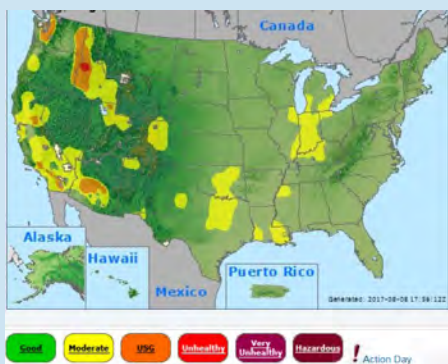 Canada
Alaska
Hawaii
Mexico
Puerto Rico
Good
Moderate
USG
Unhealthy
Very
Unhealthy
Hazardous
! Action Day